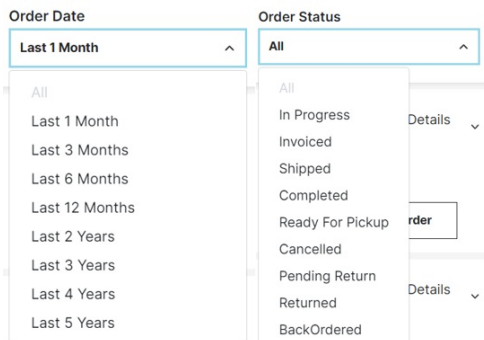 Order Date
Last 1 Month
All
Last 1 Month
Last 3 Months
Last 6 Months
Last 12 Months
Last 2 Years
Last 3 Years
Last 4 Years
Last 5 Years
Order Status
All
All
In Progress
Invoiced
Shipped
Completed
Ready For Pickup
Cancelled
Pending Return
Returned
BackOrdered
Details
rder
Details